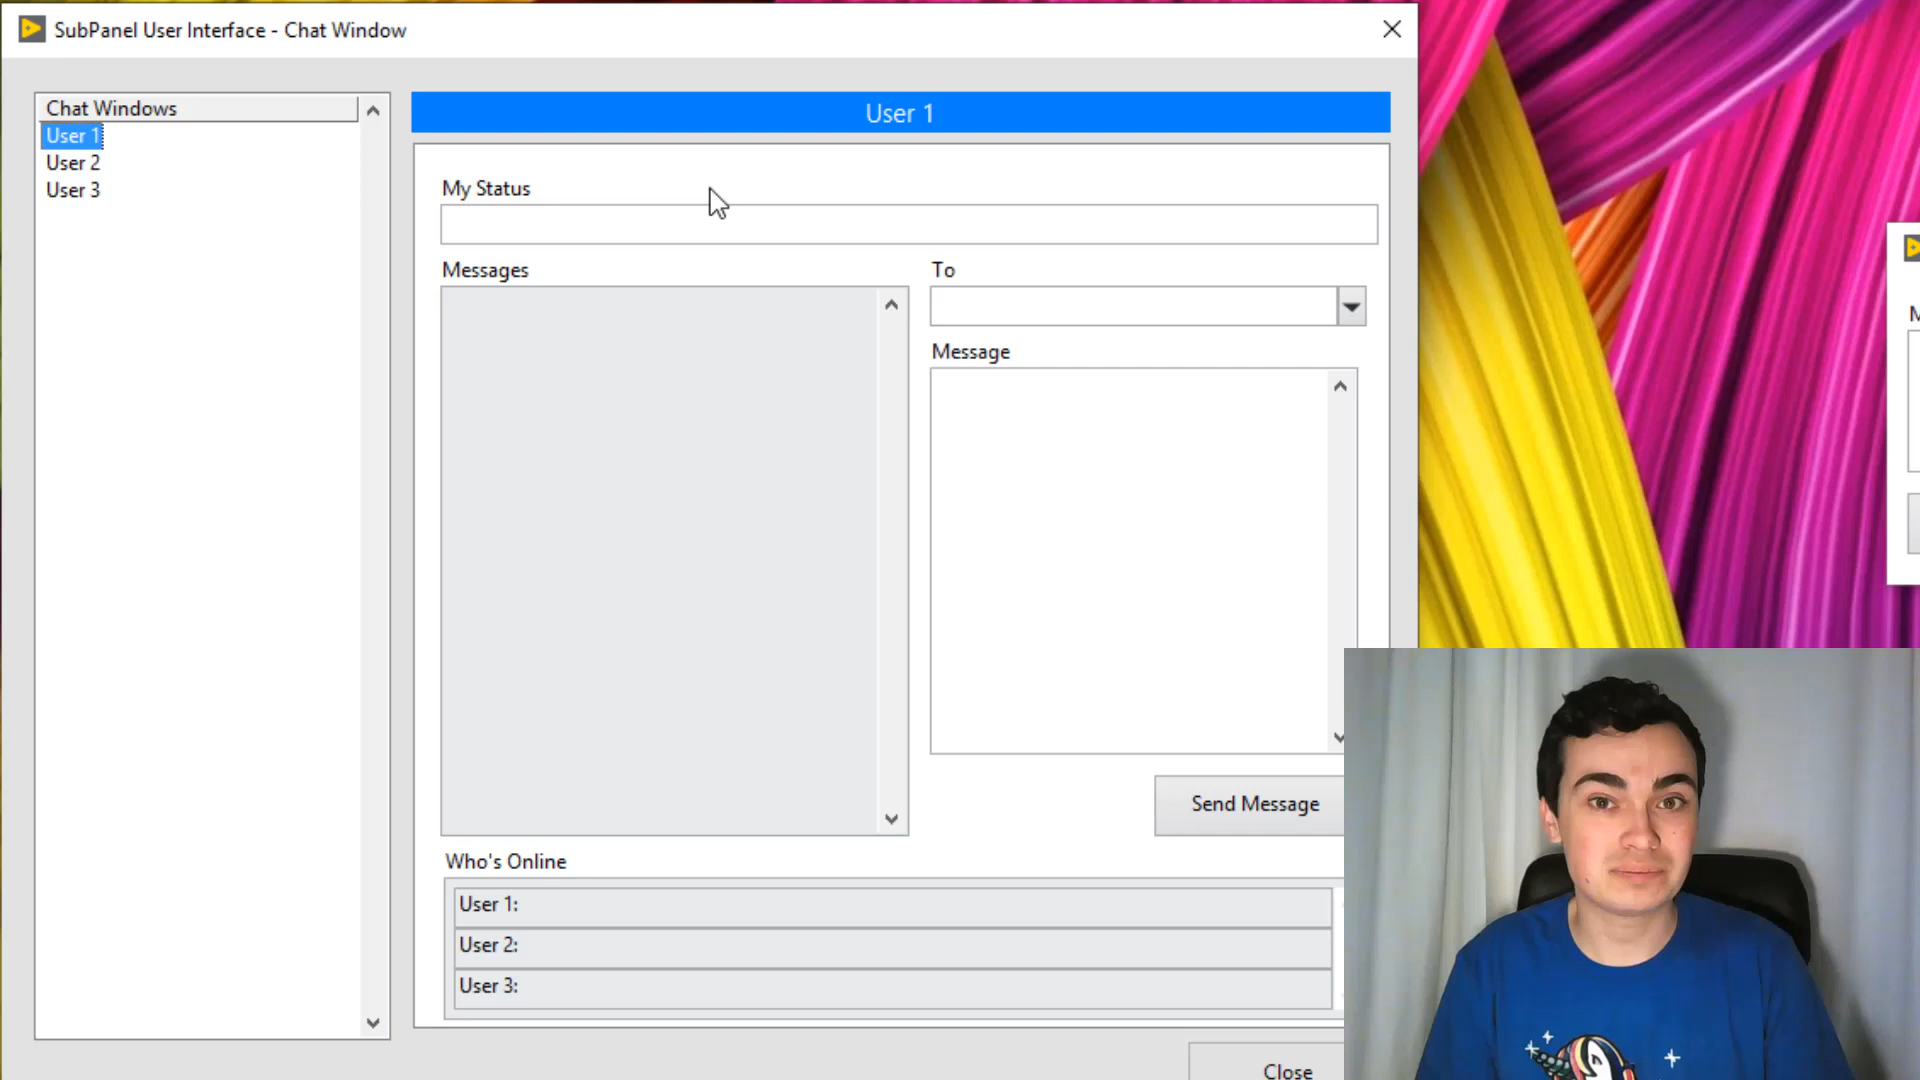 SubPanel User Interface - Chat Window
Chat Windows
User 1
User 2
User 3
User 1
My Status
Messages
To
Message
Send Message
Who's Online
User 1:
User 2:
User 3:
Close
M